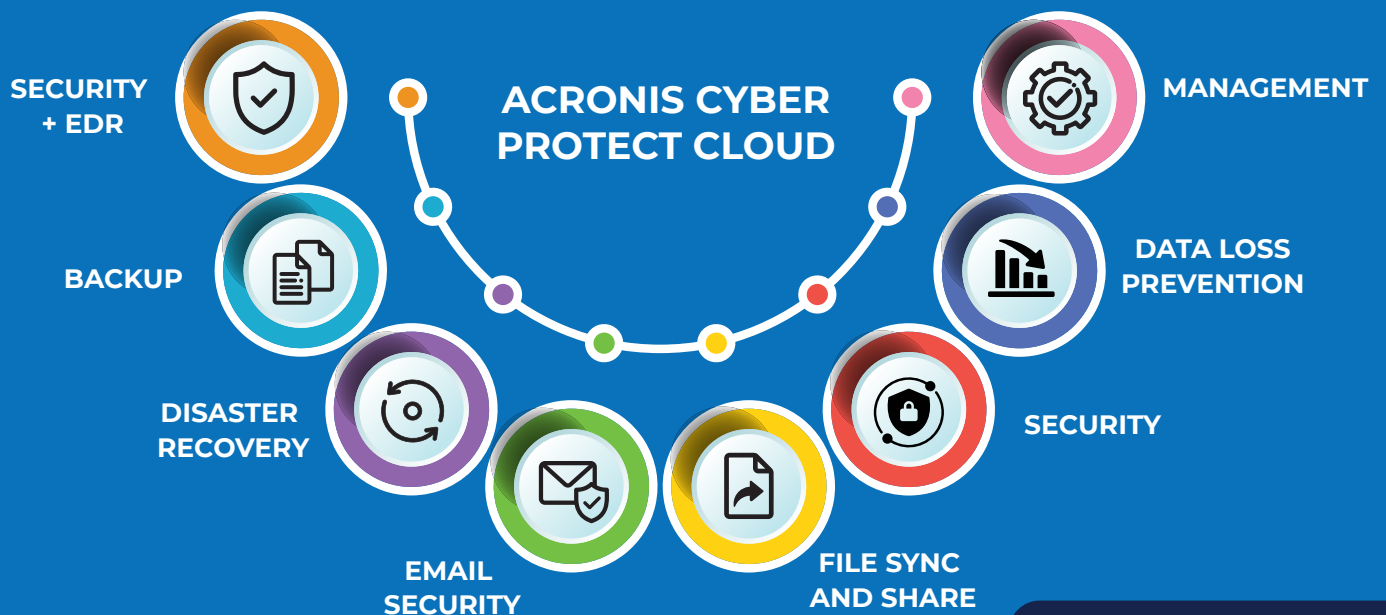 ACRONIS CYBER
PROTECT CLOUD
SECURITY
+ EDR
BACKUP
DISASTER
RECOVERY
EMAIL
SECURITY
FILE SYNC
AND SHARE
SECURITY
DATA LOSS
PREVENTION
MANAGEMENT